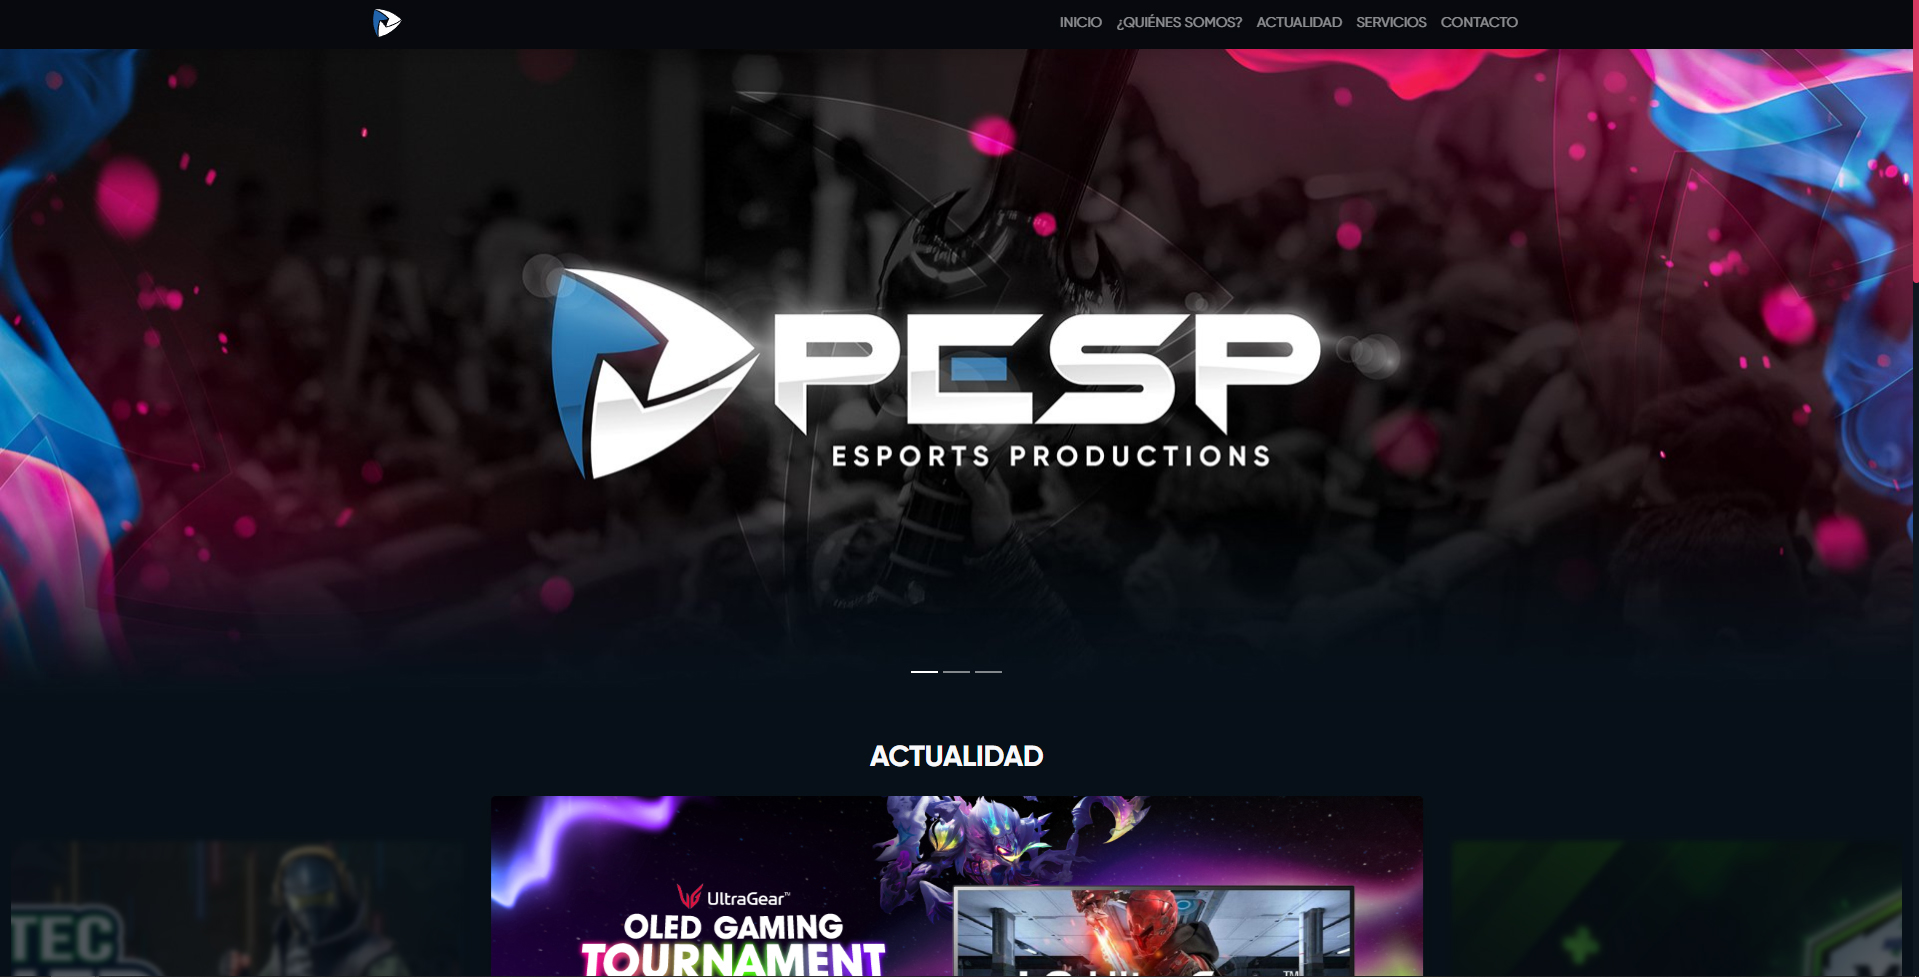 INICIO ¿QUIÉNES SOMOS? ACTUALIDAD SERVICIOS CONTACTO
PESP
ESPORTS PRODUCTIONS
ACTUALIDAD
UltraGear™
OLED GAMING
TOURNAMENT
TEC